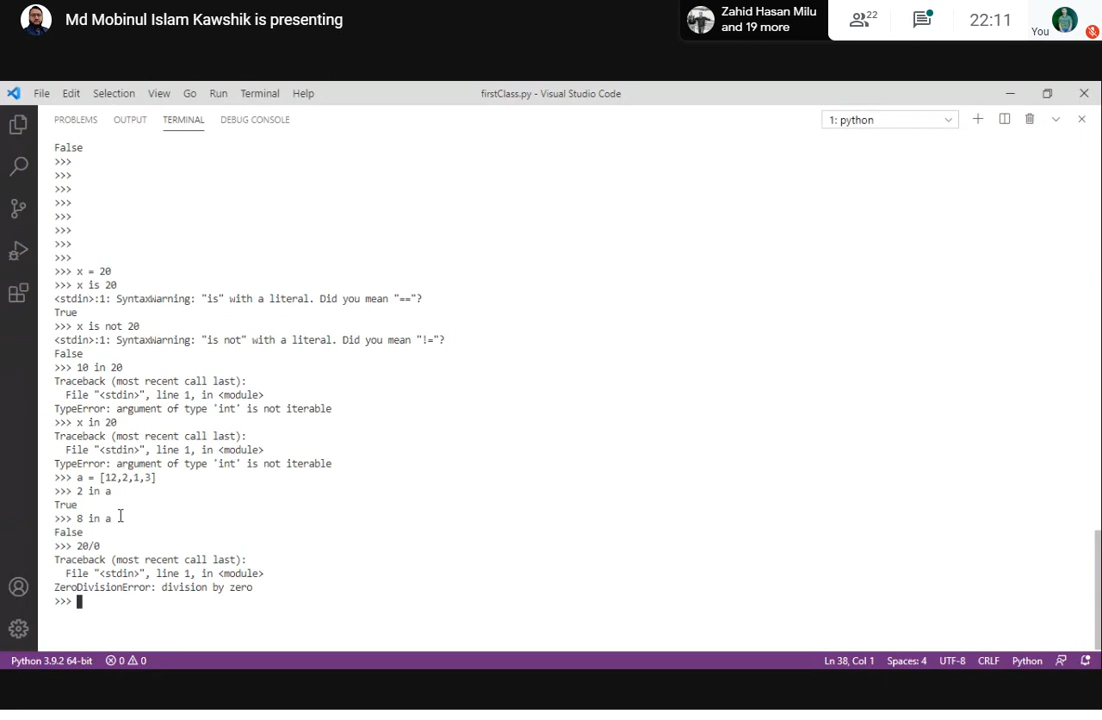 Md Mobinul Islam Kawshik is presenting
Zahid Hasan Milu
and 19 more
22
22:11
You
File Edit Selection View Go Run Terminal Help
firstClass.py - Visual Studio Code
PROBLEMS OUTPUT TERMINAL DEBUG CONSOLE
1: python
False
>>>
>>>
>>>
>>>
>>>
>>>
>>>
>>>
>>> x = 20
>>> x is 20
<stdin>:1: SyntaxWarning: "is" with a literal. Did you mean "=="?
True
>>> x is not 20
<stdin>:1: SyntaxWarning: "is not" with a literal. Did you mean "!="?
False
>>> 10 in 20
Traceback (most recent call last):
  File "<stdin>", line 1, in <module>
TypeError: argument of type 'int' is not iterable
>>> x in 20
Traceback (most recent call last):
  File "<stdin>", line 1, in <module>
TypeError: argument of type 'int' is not iterable
>>> a = [12,2,1,3]
>>> 2 in a
True
>>> 8 in a
False
>>> 20/0
Traceback (most recent call last):
  File "<stdin>", line 1, in <module>
ZeroDivisionError: division by zero
>>>
Python 3.9.2 64-bit 0 0 Ln 38, Col 1 Spaces: 4 UTF-8 CRLF Python